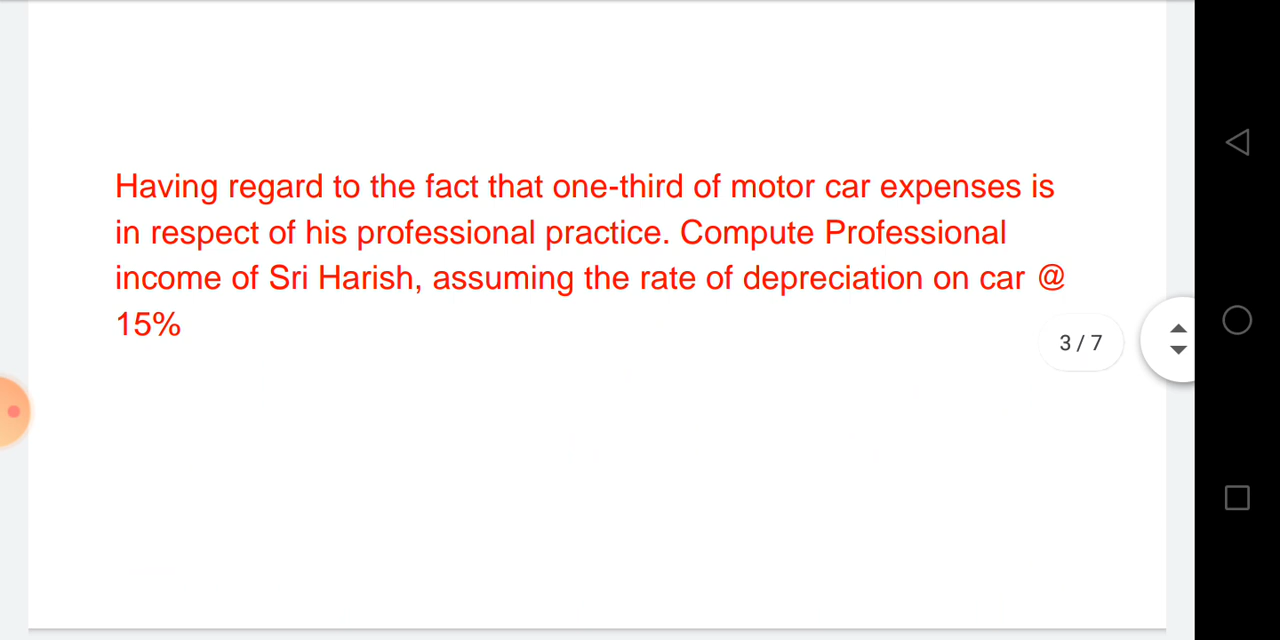 Having regard to the fact that one-third of motor car expenses is
in respect of his professional practice. Compute Professional
income of Sri Harish, assuming the rate of depreciation on car @
15%
3 / 7